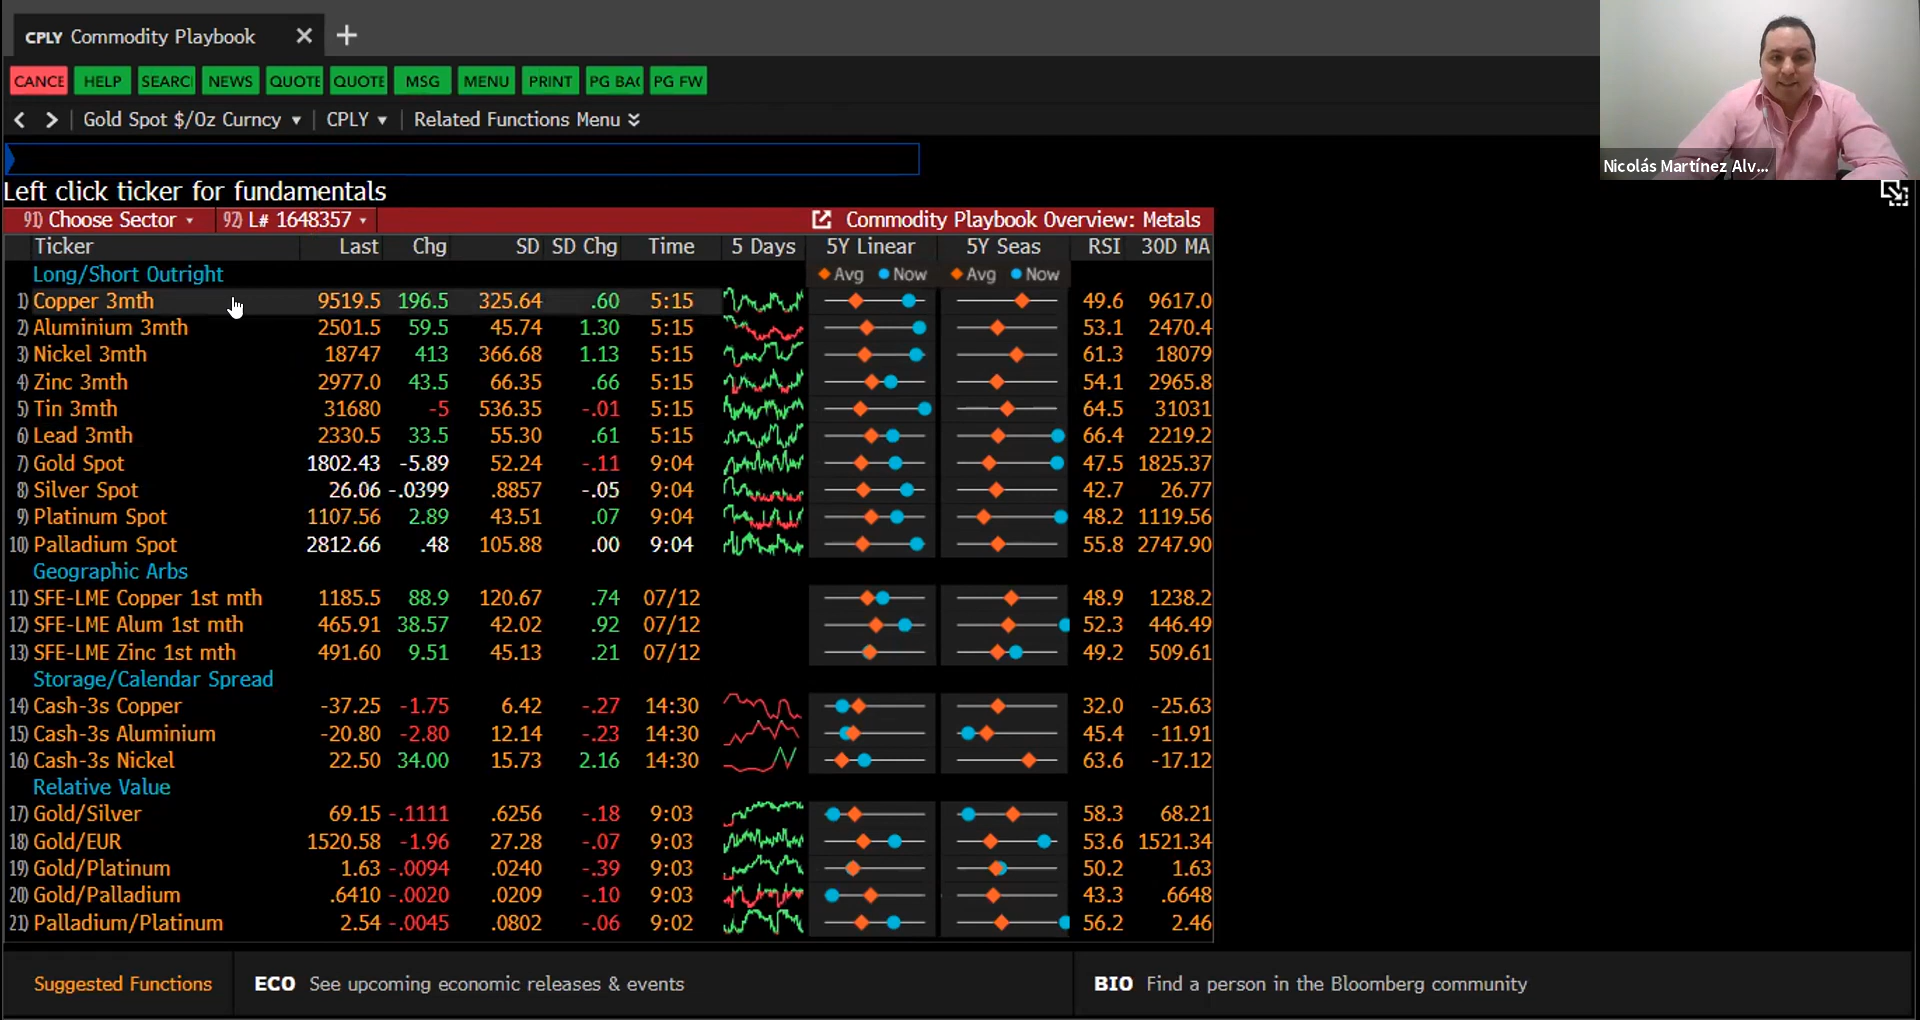 CPLY Commodity Playbook
CANCE HELP SEARC NEWS QUOTE QUOTE MSG MENU PRINT PG BAC PG FW
Gold Spot $/Oz Curncy CPLY Related Functions Menu
Nicolás Martínez Alv...
Left click ticker for fundamentals
91) Choose Sector 92) L# 1648357 Commodity Playbook Overview: Metals
Ticker Last Chg SD SD Chg Time 5 Days 5Y Linear 5Y Seas RSI 30D MA
Long/Short Outright Avg Now Avg Now
1) Copper 3mth 9519.5 196.5 325.64 .60 5:15 49.6 9617.0
2) Aluminium 3mth 2501.5 59.5 45.74 1.30 5:15 53.1 2470.4
3) Nickel 3mth 18747 413 366.68 1.13 5:15 61.3 18079
4) Zinc 3mth 2977.0 43.5 66.35 .66 5:15 54.1 2965.8
5) Tin 3mth 31680 -5 536.35 -.01 5:15 64.5 31031
6) Lead 3mth 2330.5 33.5 55.30 .61 5:15 66.4 2219.2
7) Gold Spot 1802.43 -5.89 52.24 -.11 9:04 47.5 1825.37
8) Silver Spot 26.06 -.0399 .8857 -.05 9:04 42.7 26.77
9) Platinum Spot 1107.56 2.89 43.51 .07 9:04 48.2 1119.56
10) Palladium Spot 2812.66 .48 105.88 .00 9:04 55.8 2747.90
Geographic Arbs
11) SFE-LME Copper 1st mth 1185.5 88.9 120.67 .74 07/12 48.9 1238.2
12) SFE-LME Alum 1st mth 465.91 38.57 42.02 .92 07/12 52.3 446.49
13) SFE-LME Zinc 1st mth 491.60 9.51 45.13 .21 07/12 49.2 509.61
Storage/Calendar Spread
14) Cash-3s Copper -37.25 -1.75 6.42 -.27 14:30 32.0 -25.63
15) Cash-3s Aluminium -20.80 -2.80 12.14 -.23 14:30 45.4 -11.91
16) Cash-3s Nickel 22.50 34.00 15.73 2.16 14:30 63.6 -17.12
Relative Value
17) Gold/Silver 69.15 -.1111 .6256 -.18 9:03 58.3 68.21
18) Gold/EUR 1520.58 -1.96 27.28 -.07 9:03 53.6 1521.34
19) Gold/Platinum 1.63 -.0094 .0240 -.39 9:03 50.2 1.63
20) Gold/Palladium .6410 -.0020 .0209 -.10 9:03 43.3 .6648
21) Palladium/Platinum 2.54 -.0045 .0802 -.06 9:02 56.2 2.46
Suggested Functions ECO See upcoming economic releases & events BIO Find a person in the Bloomberg community